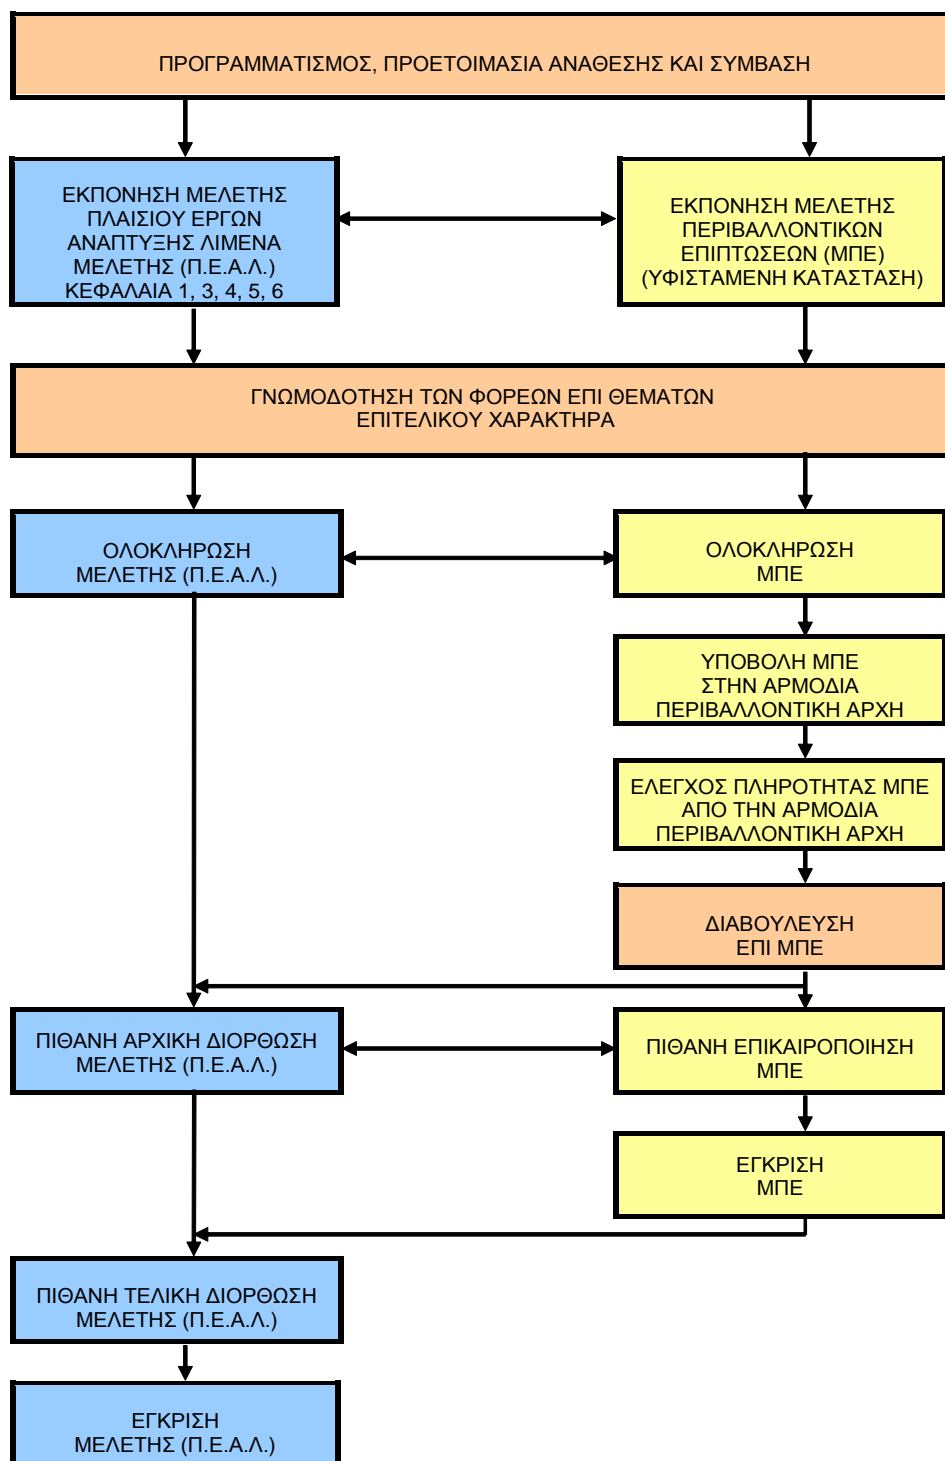 ΠΡΟΓΡΑΜΜΑΤΙΣΜΟΣ, ΠΡΟΕΤΟΙΜΑΣΙΑ ΑΝΑΘΕΣΗΣ ΚΑΙ ΣΥΜΒΑΣΗ
ΕΚΠΟΝΗΣΗ ΜΕΛΕΤΗΣ
ΠΛΑΙΣΙΟΥ ΕΡΓΩΝ
ΑΝΑΠΤΥΞΗΣ ΛΙΜΕΝΑ
ΜΕΛΕΤΗΣ (Π.Ε.Α.Λ.)
ΚΕΦΑΛΑΙΑ 1, 3, 4, 5, 6
ΕΚΠΟΝΗΣΗ ΜΕΛΕΤΗΣ
ΠΕΡΙΒΑΛΛΟΝΤΙΚΩΝ
ΕΠΙΠΤΩΣΕΩΝ (ΜΠΕ)
(ΥΦΙΣΤΑΜΕΝΗ ΚΑΤΑΣΤΑΣΗ)
ΓΝΩΜΟΔΟΤΗΣΗ ΤΩΝ ΦΟΡΕΩΝ ΕΠΙ ΘΕΜΑΤΩΝ
ΕΠΙΤΕΛΙΚΟΥ ΧΑΡΑΚΤΗΡΑ
ΟΛΟΚΛΗΡΩΣΗ
ΜΕΛΕΤΗΣ (Π.Ε.Α.Λ.)
ΟΛΟΚΛΗΡΩΣΗ
ΜΠΕ
ΥΠΟΒΟΛΗ ΜΠΕ
ΣΤΗΝ ΑΡΜΟΔΙΑ
ΠΕΡΙΒΑΛΛΟΝΤΙΚΗ ΑΡΧΗ
ΕΛΕΓΧΟΣ ΠΛΗΡΟΤΗΤΑΣ ΜΠΕ
ΑΠΟ ΤΗΝ ΑΡΜΟΔΙΑ
ΠΕΡΙΒΑΛΛΟΝΤΙΚΗ ΑΡΧΗ
ΔΙΑΒΟΥΛΕΥΣΗ
ΕΠΙ ΜΠΕ
ΠΙΘΑΝΗ ΑΡΧΙΚΗ ΔΙΟΡΘΩΣΗ
ΜΕΛΕΤΗΣ (Π.Ε.Α.Λ.)
ΠΙΘΑΝΗ ΕΠΙΚΑΙΡΟΠΟΙΗΣΗ
ΜΠΕ
ΕΓΚΡΙΣΗ
ΜΠΕ
ΠΙΘΑΝΗ ΤΕΛΙΚΗ ΔΙΟΡΘΩΣΗ
ΜΕΛΕΤΗΣ (Π.Ε.Α.Λ.)
ΕΓΚΡΙΣΗ
ΜΕΛΕΤΗΣ (Π.Ε.Α.Λ.)